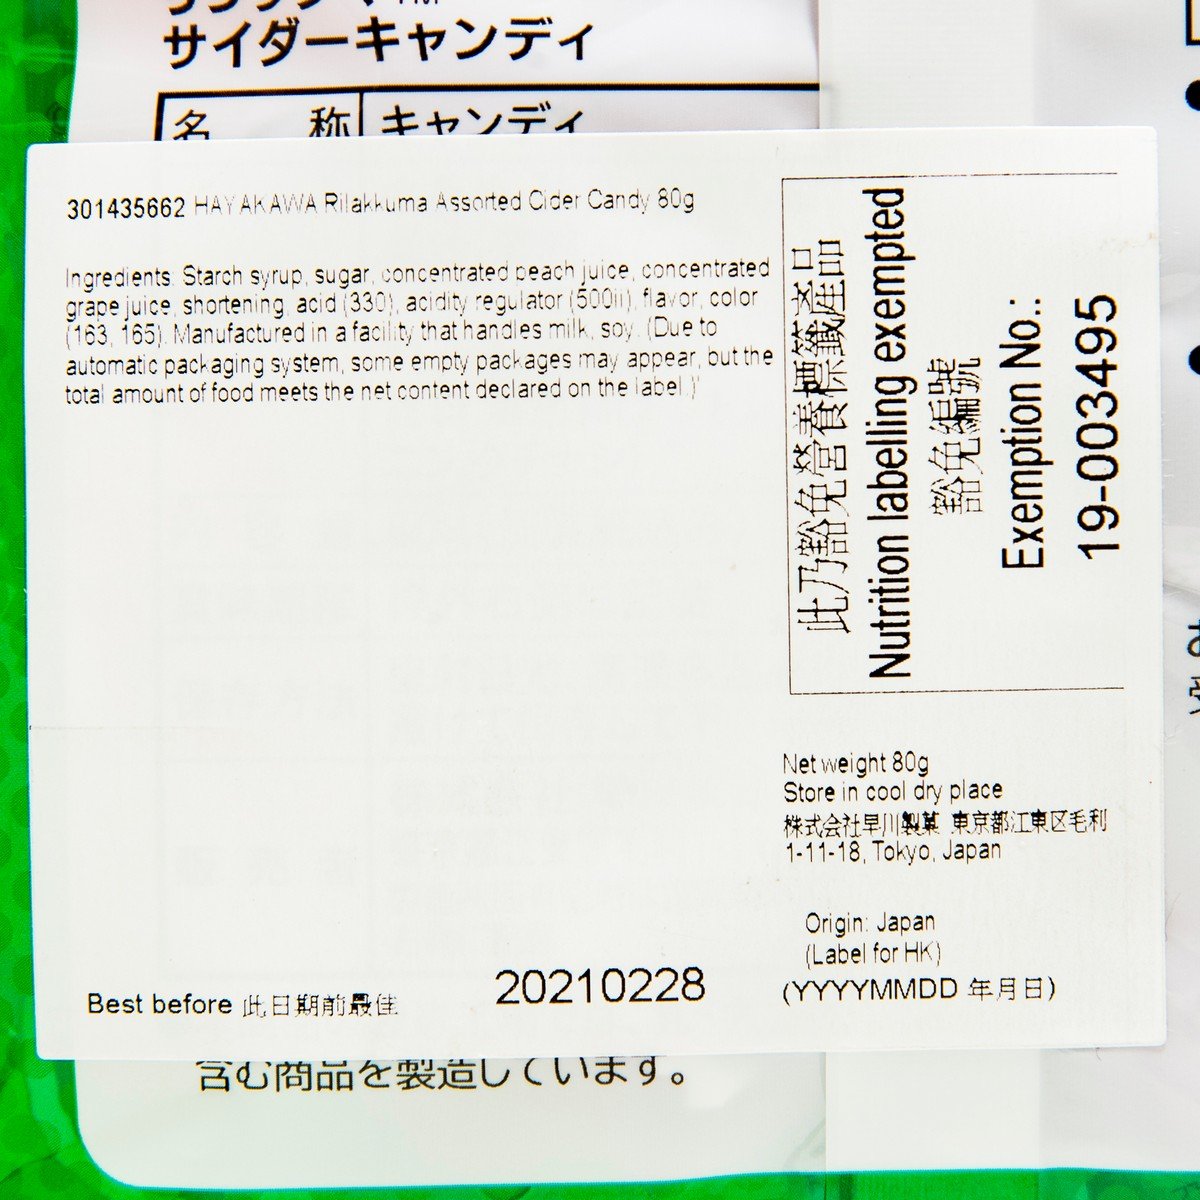 サイダーキャンディ
名 称 キャンディ
301435662 HAYAKAWA Rilakkuma Assorted Cider Candy 80g
Ingredients: Starch syrup, sugar, concentrated peach juice, concentrated
grape juice, shortening, acid (330), acidity regulator (500ii), flavor, color
(163, 165). Manufactured in a facility that handles milk, soy. (Due to
automatic packaging system, some empty packages may appear, but the
total amount of food meets the net content declared on the label.)'
此乃豁免營養標籤產品
Nutrition labelling exempted
豁免編號
Exemption No.:
19-0034495
Net weight 80g
Store in cool dry place
株式会社早川製菓 東京都江東区毛利
1-11-18, Tokyo, Japan
Origin: Japan
(Label for HK)
Best before 此日期前最佳 20210228 (YYYYMMDD 年月日)
含む商品を製造しています。